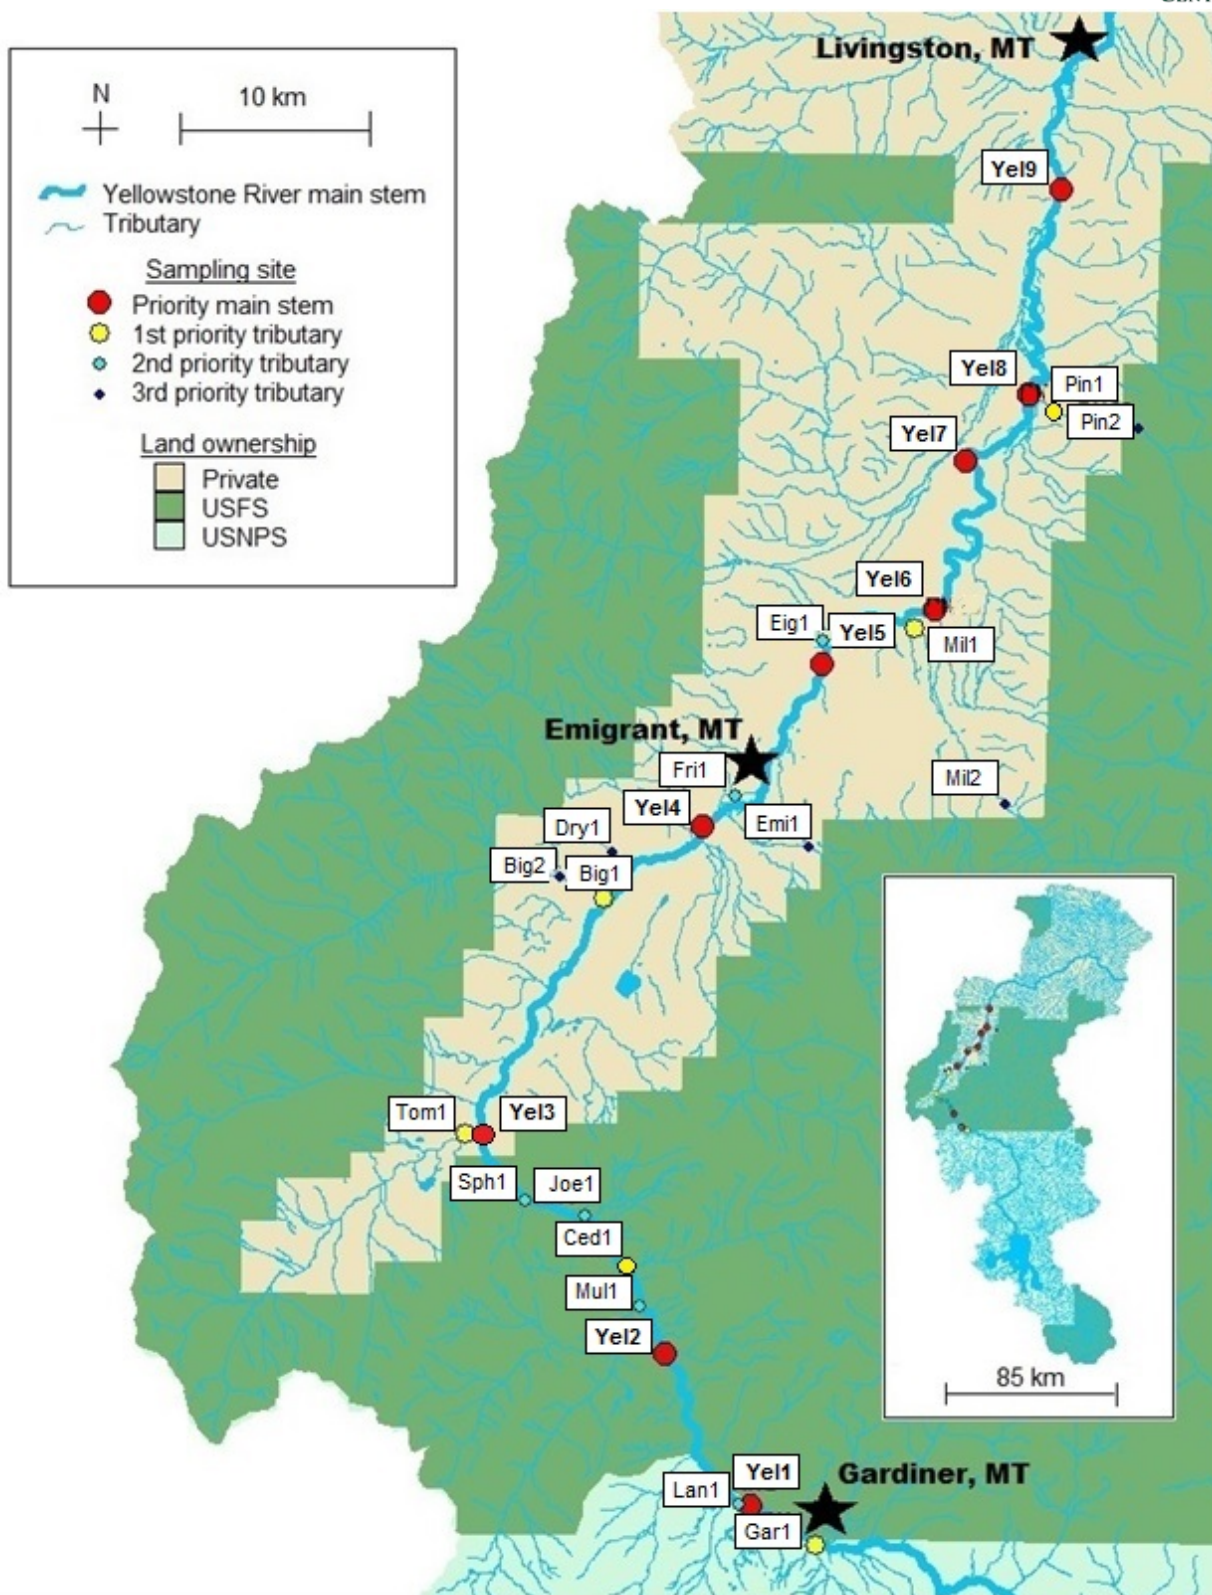 Livingston, MT
N
10 km
Yellowstone River main stem
Tributary
Sampling site
Priority main stem
1st priority tributary
2nd priority tributary
3rd priority tributary
Land ownership
Private
USFS
USNPS
Yel9
Yel8
Pin1
Pin2
Yel7
Yel6
Eig1
Yel5
Mil1
Emigrant, MT
Fri1
Mil2
Yel4
Emi1
Dry1
Big2
Big1
Tom1
Yel3
Sph1
Joe1
Ced1
Mul1
Yel2
85 km
Yel1
Gardiner, MT
Lan1
Gar1